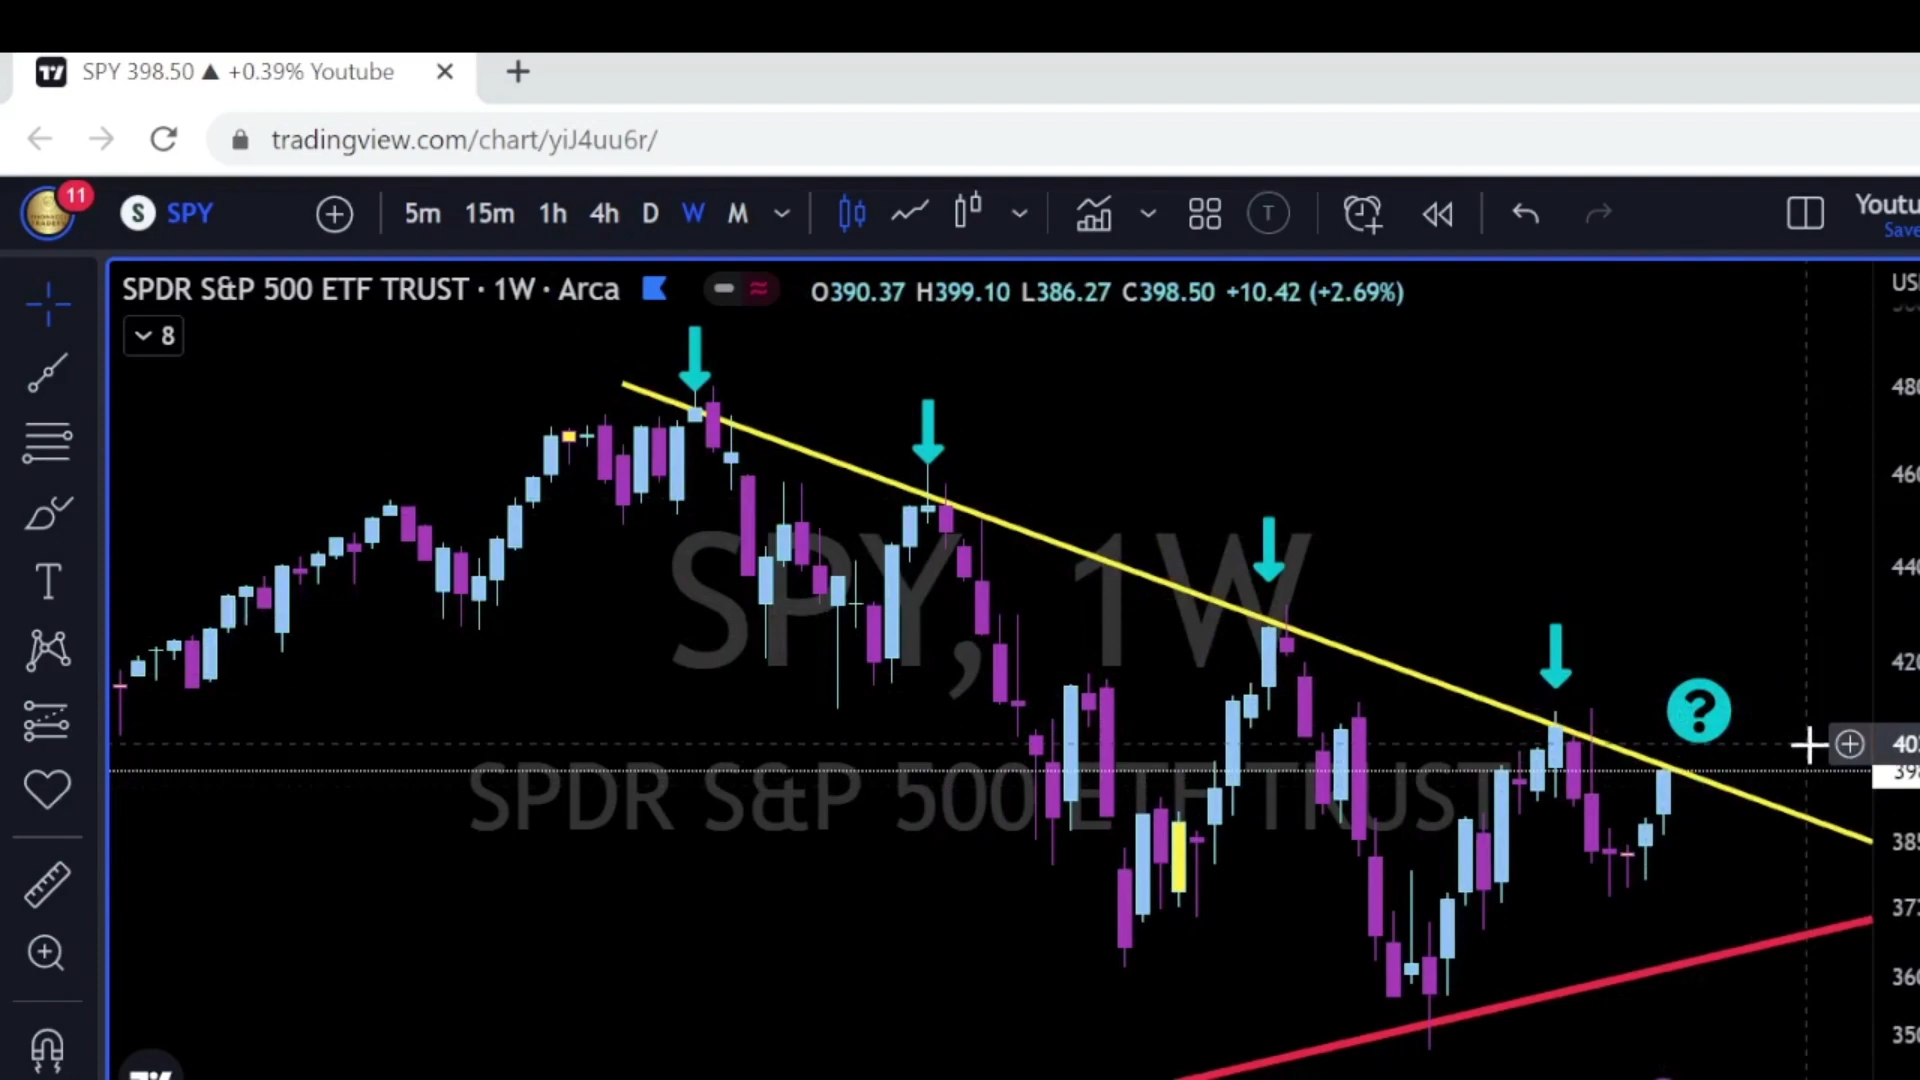 SPY 398.50 ▲ +0.39% Youtube
tradingview.com/chart/yiJ4uu6r/
11
S SPY 5m 15m 1h 4h D W M T
Save
SPDR S&P 500 ETF TRUST · 1W · Arca O390.37 H399.10 L386.27 C398.50 +10.42 (+2.69%)
8
SPY, 1W
SPDR S&P 500 ETF TRUST
?
T